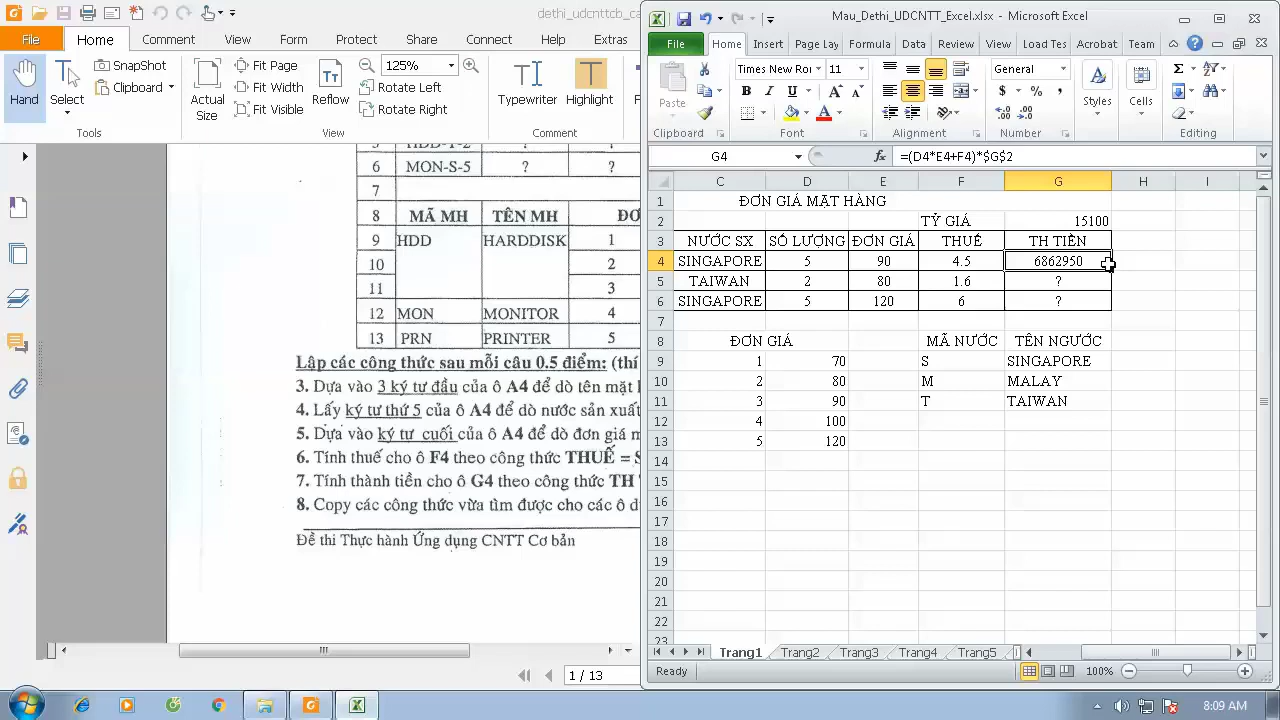 dethi_udcnttcb_ca
File Home Comment View Form Protect Share Connect Help Extras
Hand
Select
SnapShot
Clipboard
Tools
Actual Size
Fit Page
Fit Width
Fit Visible
Reflow
125%
Rotate Left
Rotate Right
View
Typewriter
Highlight
Comment
5 HDD-T-2 ? ?
6 MON-S-5 ? ?
7
8 MÃ MH TÊN MH ĐƠ
9 HDD HARDDISK 1
10 2
11 3
12 MON MONITOR 4
13 PRN PRINTER 5
Lập các công thức sau mỗi câu 0.5 điểm: (thí
3. Dựa vào 3 ký tự đầu của ô A4 để dò tên mặt
4. Lấy ký tự thứ 5 của ô A4 để dò nước sản xuất
5. Dựa vào ký tự cuối của ô A4 để dò đơn giá m
6. Tính thuế cho ô F4 theo công thức THUẾ = S
7. Tính thành tiền cho ô G4 theo công thức TH
8. Copy các công thức vừa tìm được cho các ô d
Đề thi Thực hành Ứng dụng CNTT Cơ bản
1 / 13
Mau_Dethi_UDCNTT_Excel.xlsx - Microsoft Excel
File Home Insert Page Lay Formula Data Review View Load Tes Acrobat Team
Paste
Clipboard
Times New Ro 11
B I U
Font
Alignment
General
$ % ,
Number
Styles
Cells
Editing
G4 fx =(D4*E4+F4)*$G$2
C D E F G H I
1 ĐƠN GIÁ MẶT HÀNG
2 TỶ GIÁ 15100
3 NƯỚC SX SỐ LƯỢNG ĐƠN GIÁ THUẾ TH TIỀN
4 SINGAPORE 5 90 4.5 6862950
5 TAIWAN 2 80 1.6 ?
6 SINGAPORE 5 120 6 ?
7
8 ĐƠN GIÁ MÃ NƯỚC TÊN NƯỚC
9 1 70 S SINGAPORE
10 2 80 M MALAY
11 3 90 T TAIWAN
12 4 100
13 5 120
14
15
16
17
18
19
20
21
22
23
Trang1 Trang2 Trang3 Trang4 Trang5
Ready 100%
8:09 AM